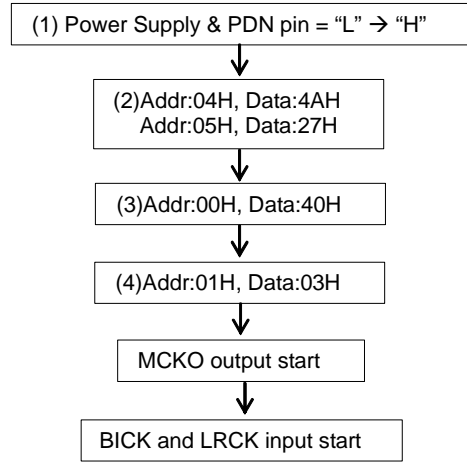 (1) Power Supply & PDN pin = “L” → “H”
(2)Addr:04H, Data:4AH
Addr:05H, Data:27H
(3)Addr:00H, Data:40H
(4)Addr:01H, Data:03H
MCKO output start
BICK and LRCK input start